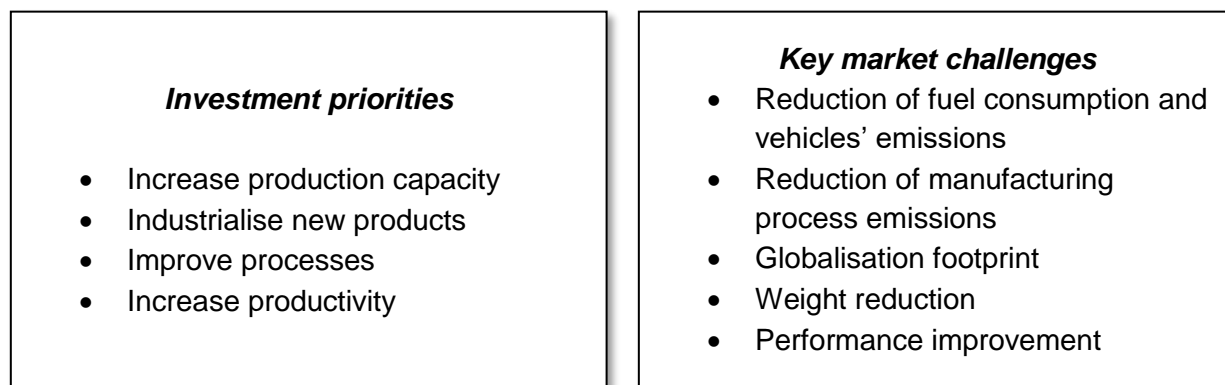 Investment priorities
• Increase production capacity
• Industrialise new products
• Improve processes
• Increase productivity
Key market challenges
• Reduction of fuel consumption and
vehicles’ emissions
• Reduction of manufacturing
process emissions
• Globalisation footprint
• Weight reduction
• Performance improvement